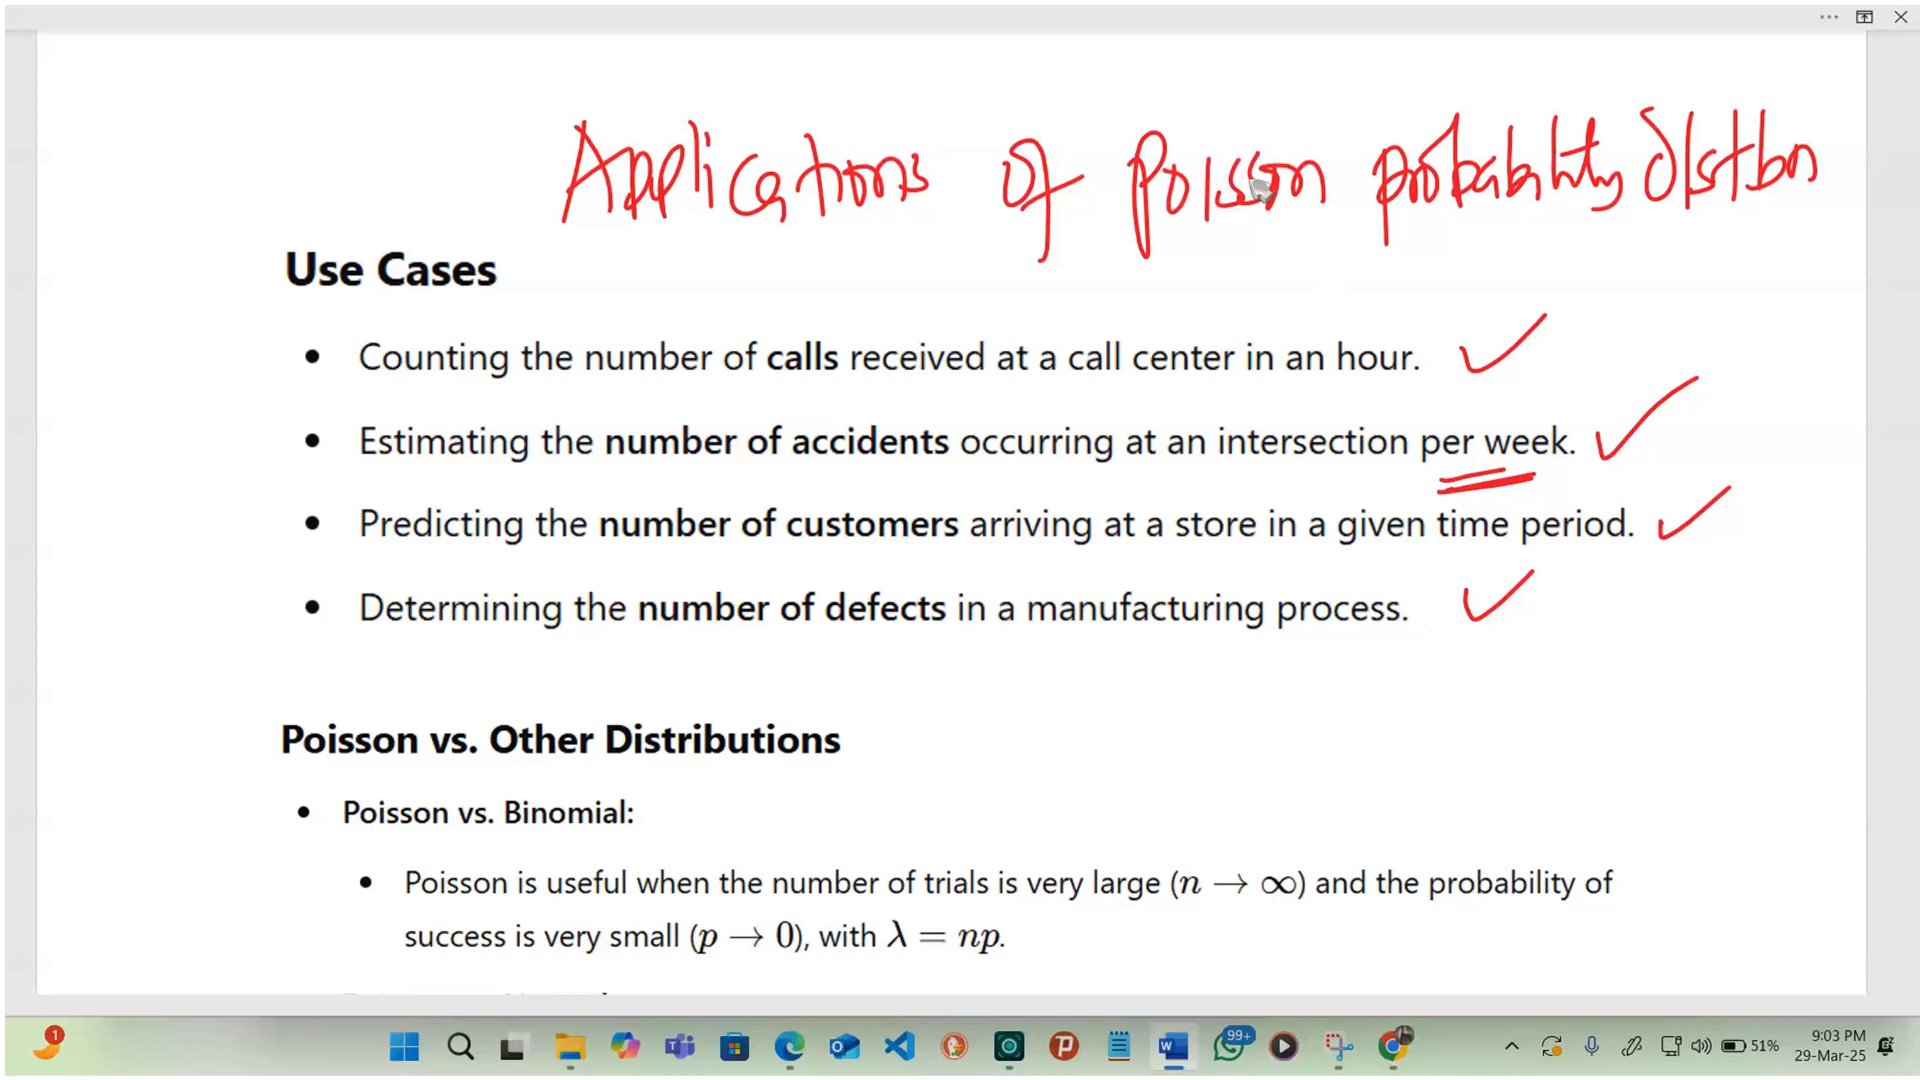 Applications of Poisson probability distbn
Use Cases
• Counting the number of calls received at a call center in an hour.
• Estimating the number of accidents occurring at an intersection per week.
• Predicting the number of customers arriving at a store in a given time period.
• Determining the number of defects in a manufacturing process.
Poisson vs. Other Distributions
• Poisson vs. Binomial:
• Poisson is useful when the number of trials is very large (n → ∞) and the probability of
success is very small (p → 0), with λ = np.
1
99+
51%
9:03 PM
29-Mar-25